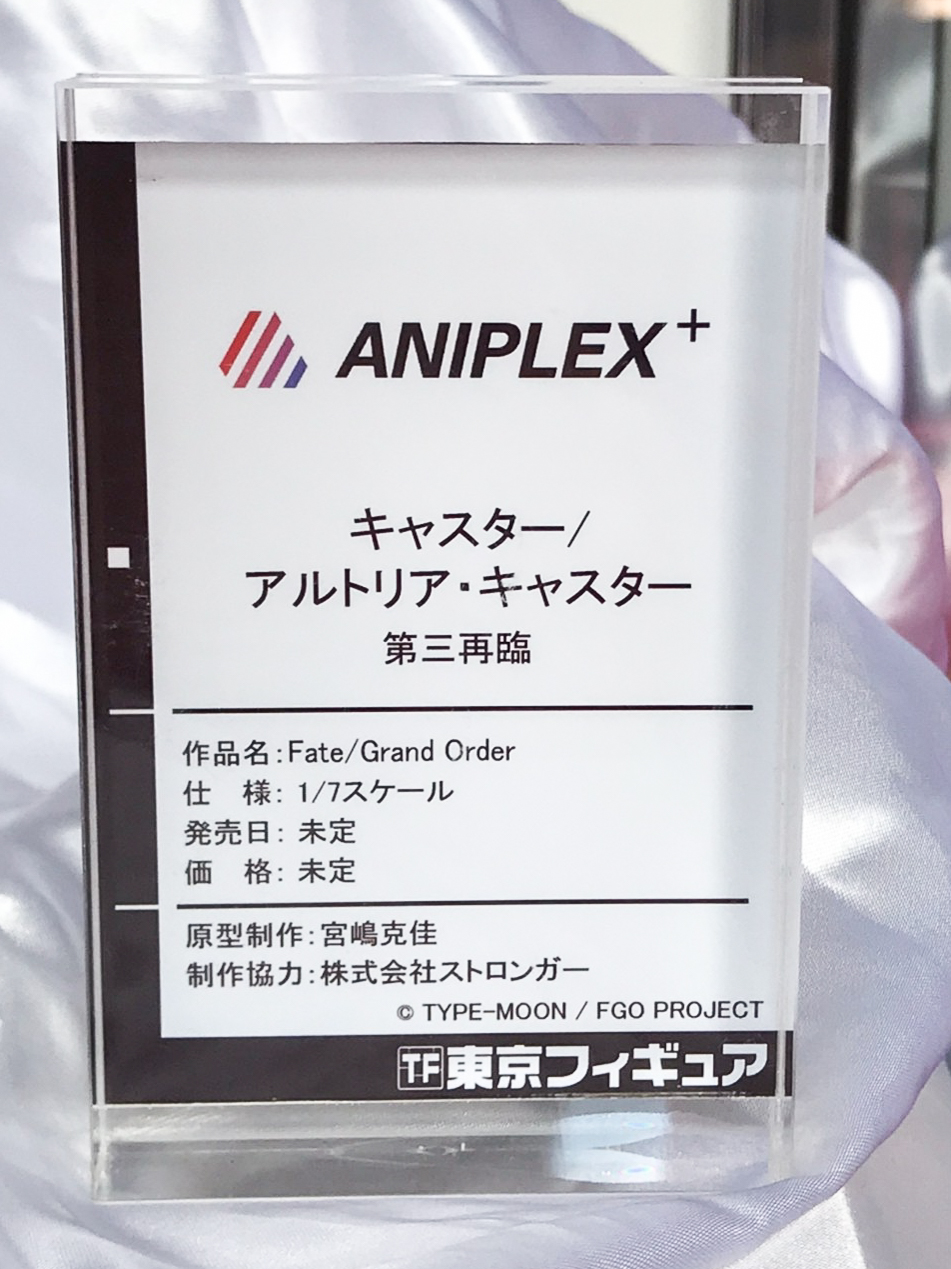 ANIPLEX+
キャスター/
アルトリア・キャスター
第三再臨
作品名:Fate/Grand Order
仕　様: 1/7スケール
発売日: 未定
価　格: 未定
原型制作:宮嶋克佳
制作協力:株式会社ストロンガー
© TYPE-MOON / FGO PROJECT
TF東京フィギュア